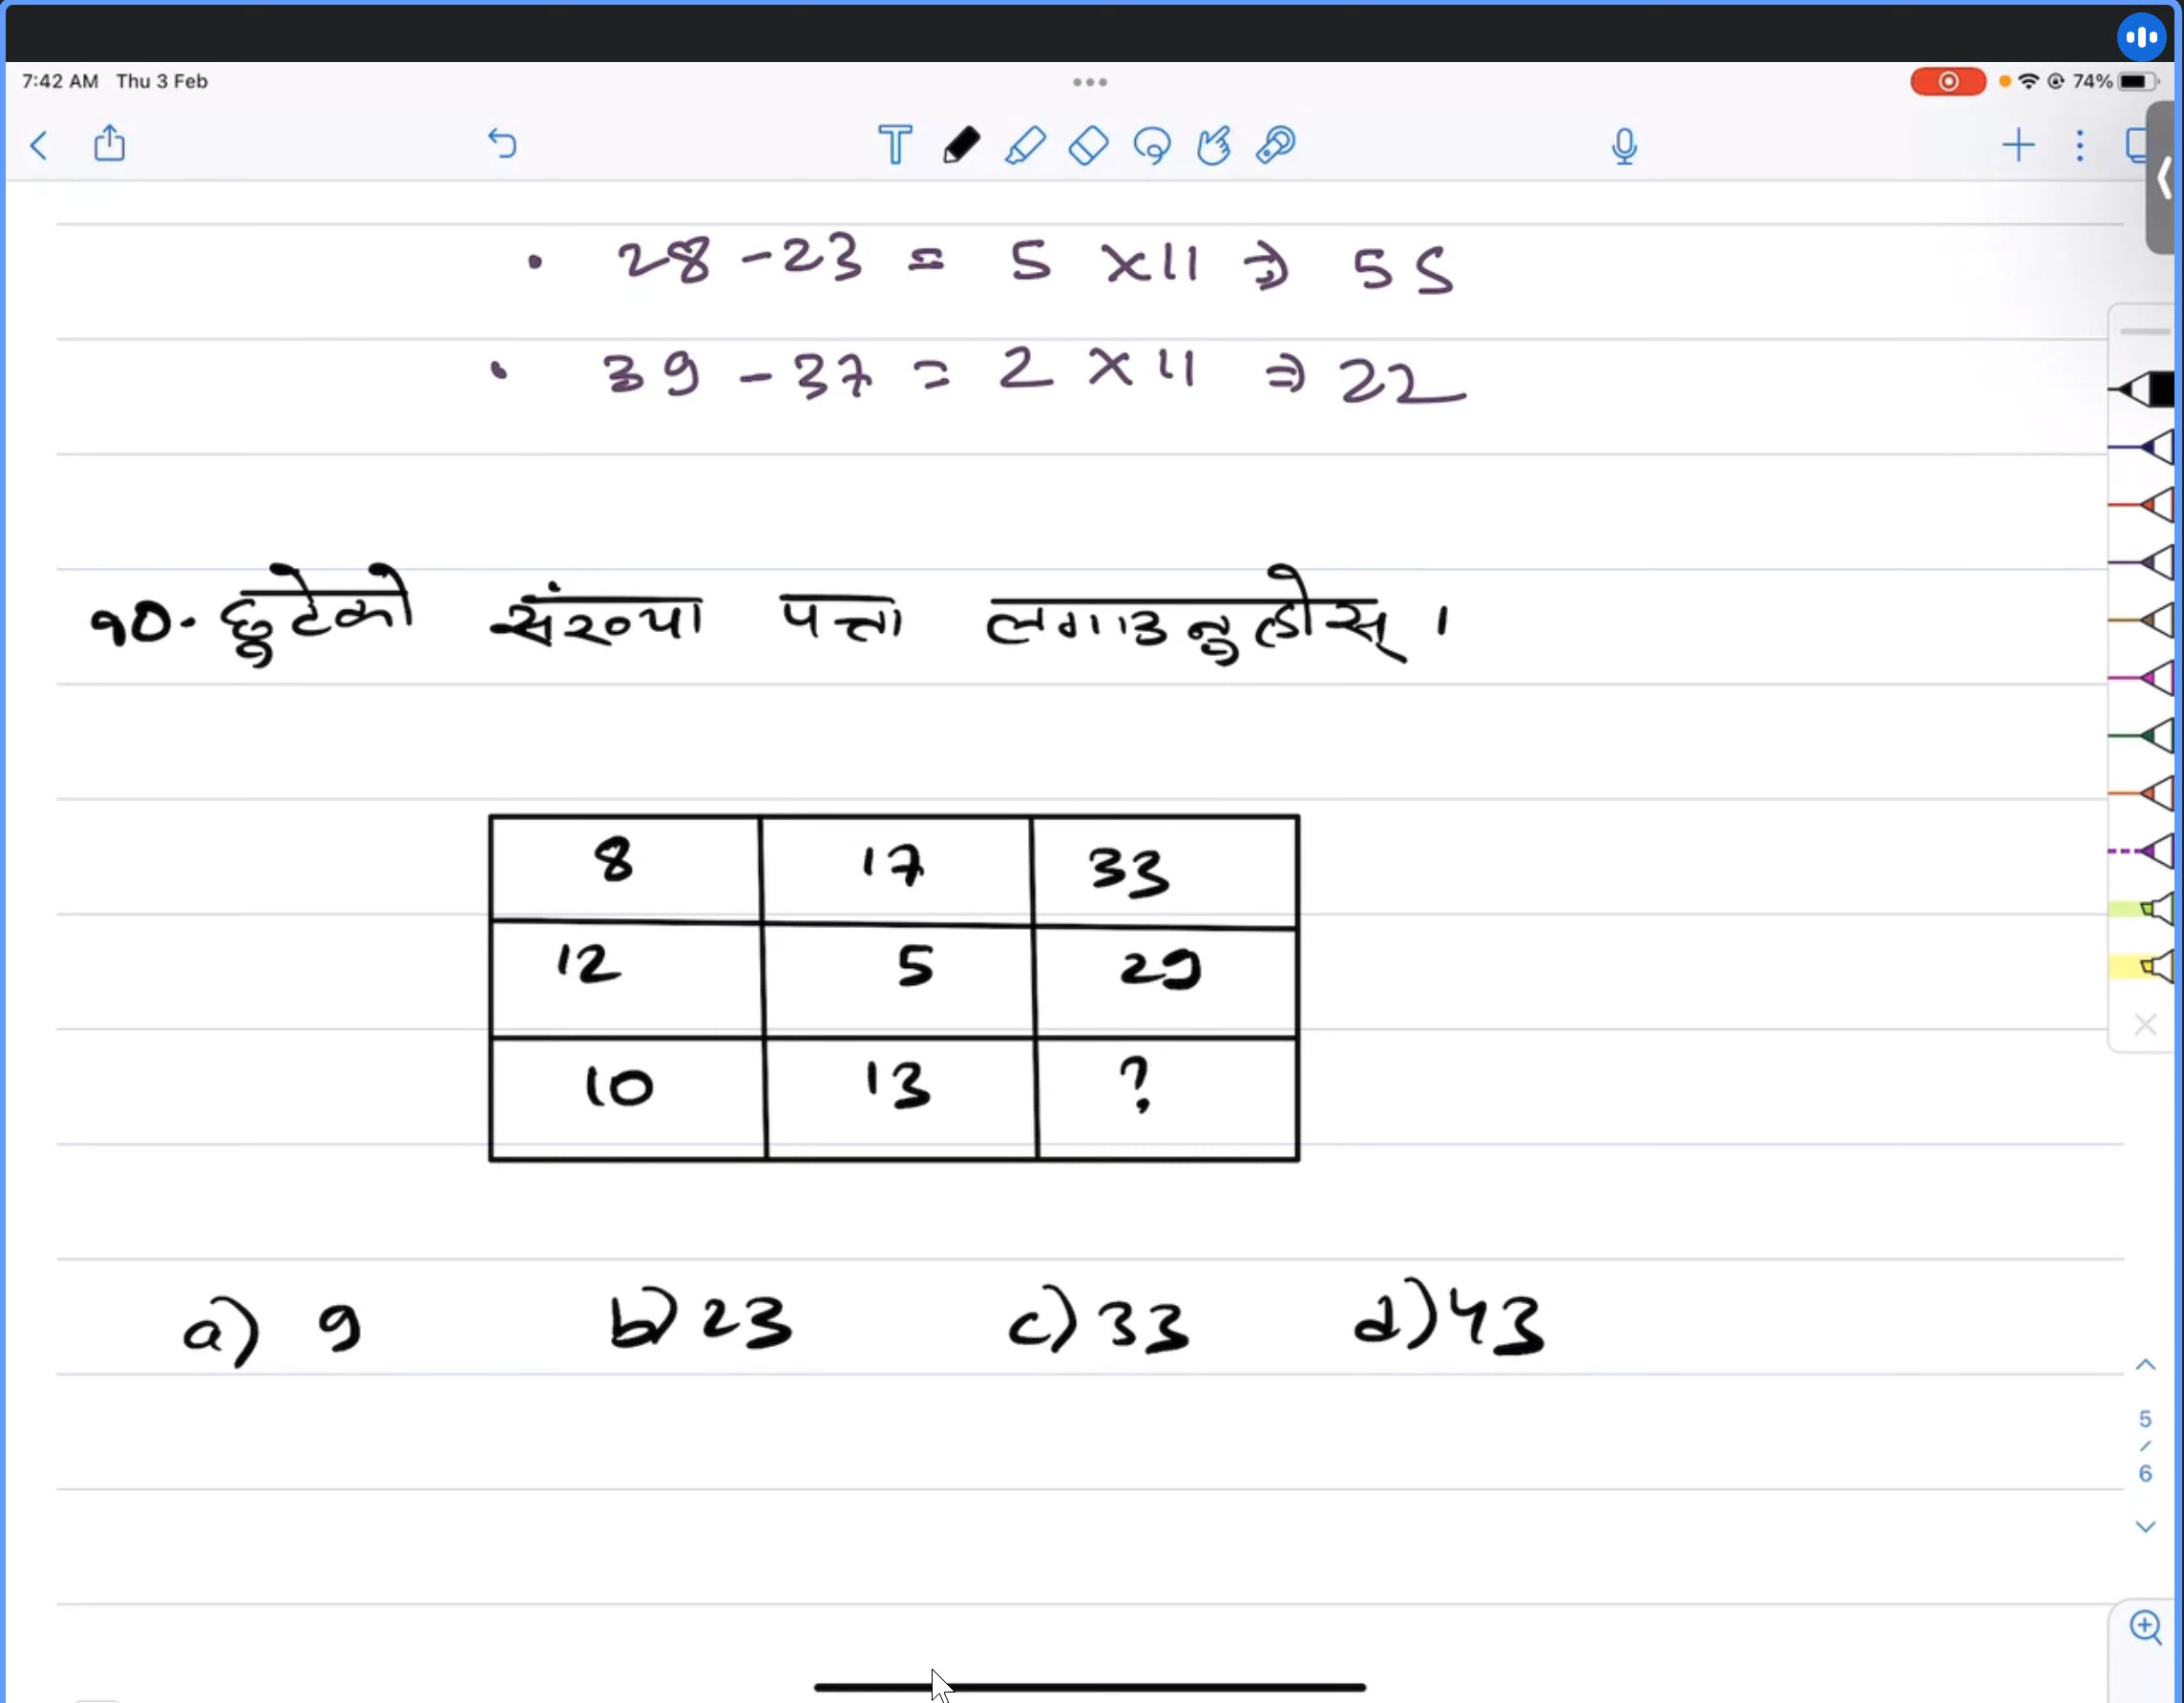 7:42 AM Thu 3 Feb
74%
T
• 28 - 23 = 5 × 11 ⇒ 55
• 39 - 37 = 2 × 11 ⇒ 22
१०. छुटेको संख्या पत्ता लगाउनुहोस् ।
8 17 33
12 5 29
10 13 ?
a) 9 b) 23 c) 33 d) 43
5
/
6